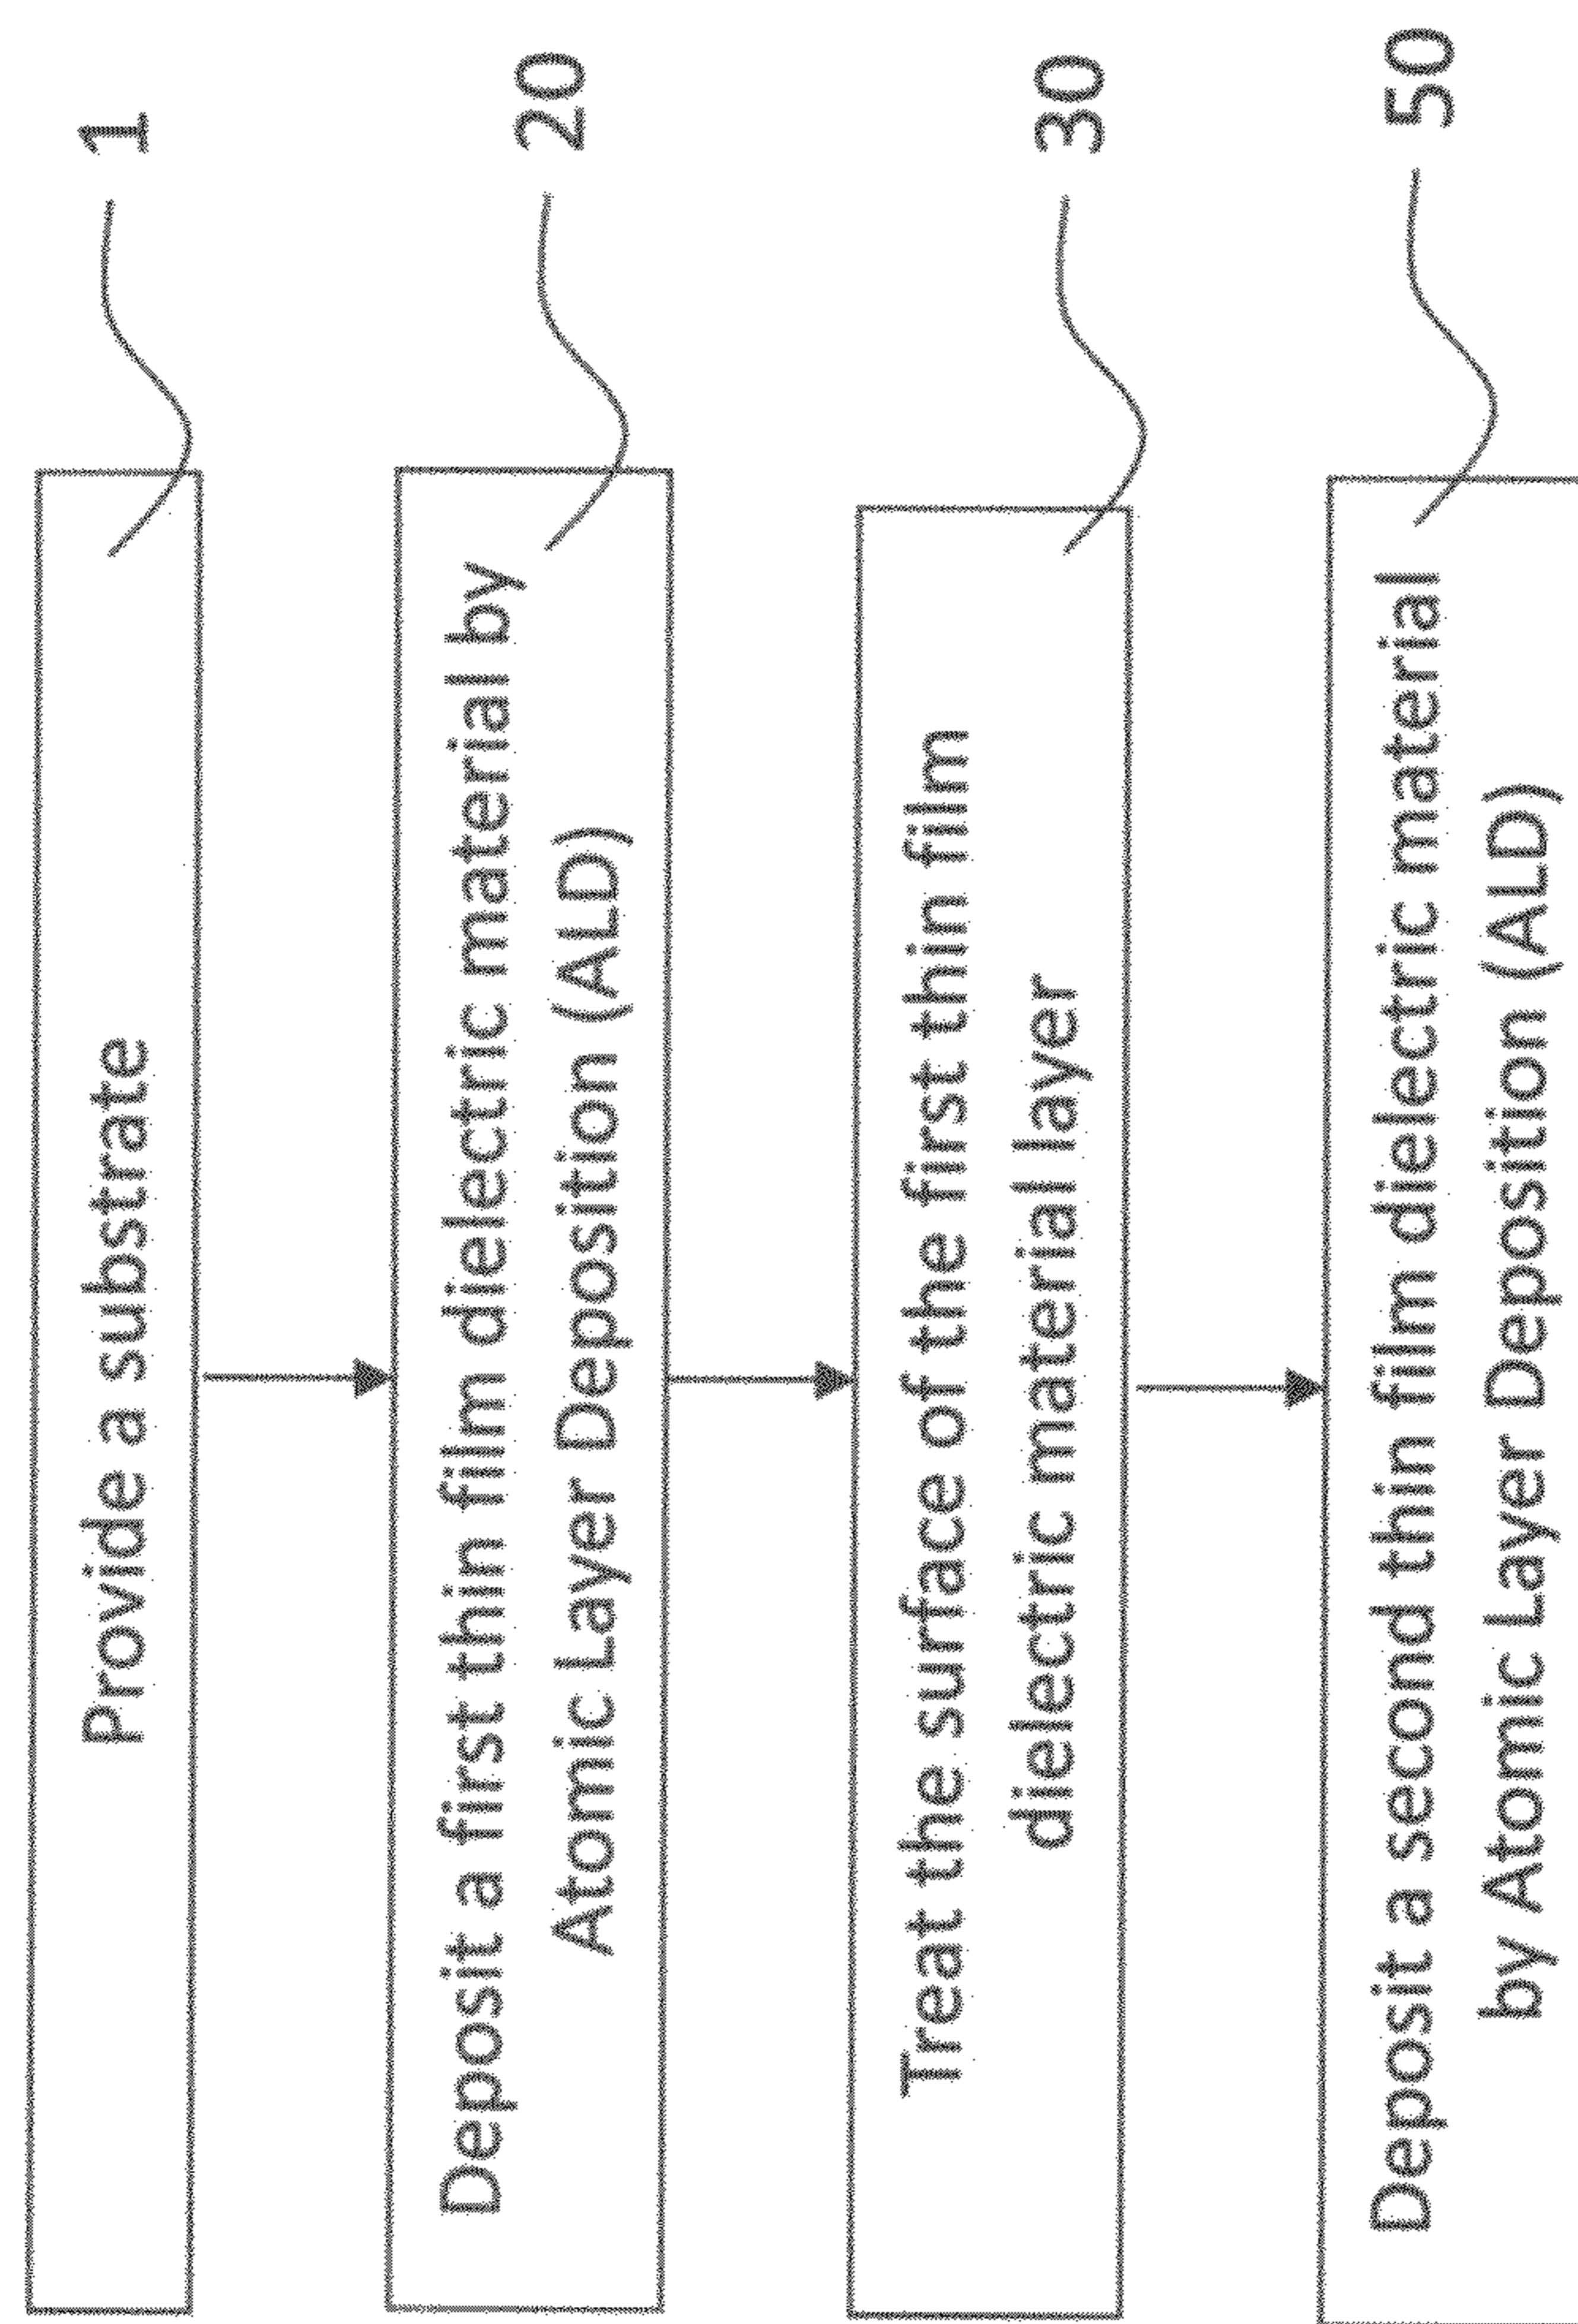 Provide a substrate
1
Deposit a first thin film dielectric material by
Atomic Layer Deposition (ALD)
20
Treat the surface of the first thin film
dielectric material layer
30
Deposit a second thin film dielectric material
by Atomic Layer Deposition (ALD)
50